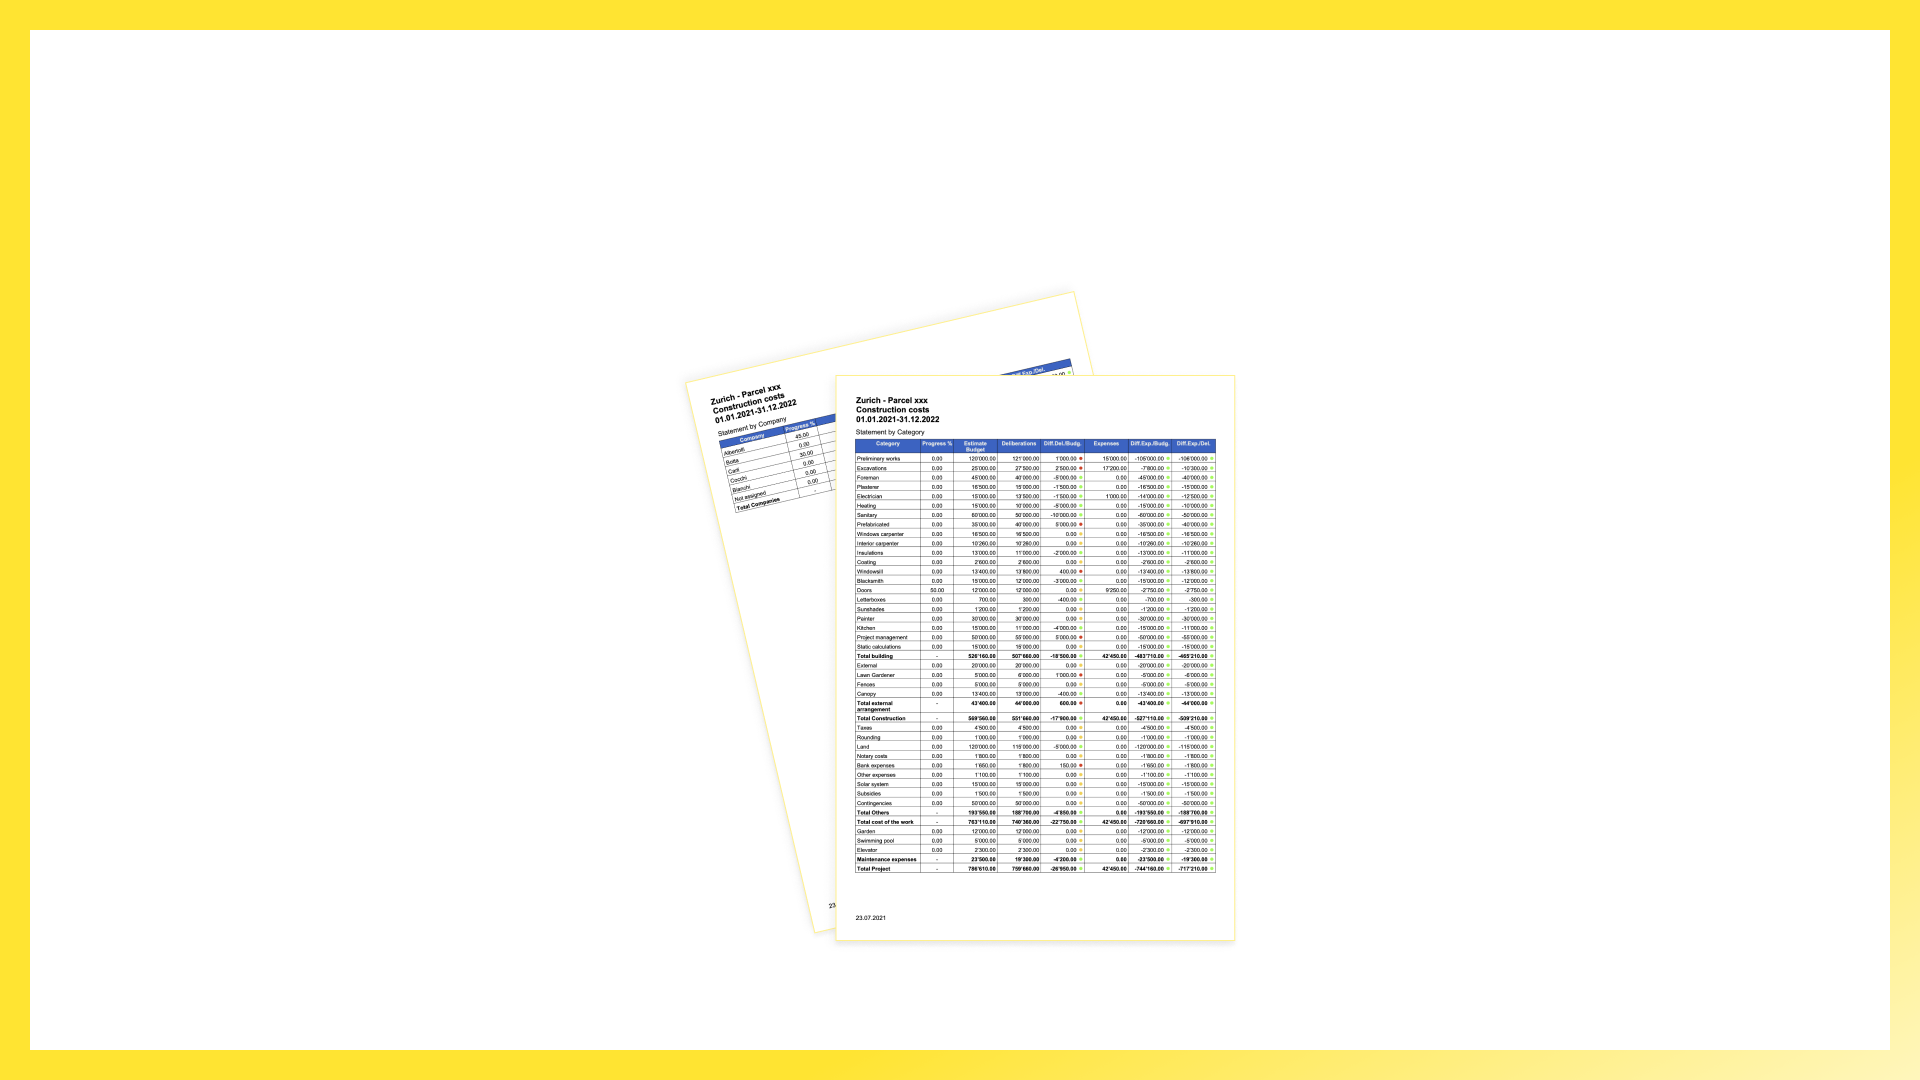 Zurich - Parcel xxx
Construction costs
01.01.2021-31.12.2022
Statement by Company
Company Progress %
Albertolli 45.00
Botta 0.00
Carli 30.00
Cocchi 0.00
Bianchi 0.00
Not assigned 0.00
Total Companies -
23
Zurich - Parcel xxx
Construction costs
01.01.2021-31.12.2022
Statement by Category
Category Progress % Estimate Budget Deliberations Diff.Del./Budg. Expenses Diff.Exp./Budg. Diff.Exp./Del.
Preliminary works 0.00 120'000.00 121'000.00 1'000.00 15'000.00 -105'000.00 -106'000.00
Excavations 0.00 25'000.00 27'500.00 2'500.00 17'200.00 -7'800.00 -10'300.00
Foreman 0.00 45'000.00 40'000.00 -5'000.00 0.00 -45'000.00 -40'000.00
Plasterer 0.00 16'500.00 15'000.00 -1'500.00 0.00 -16'500.00 -15'000.00
Electrician 0.00 15'000.00 13'500.00 -1'500.00 1'000.00 -14'000.00 -12'500.00
Heating 0.00 15'000.00 10'000.00 -5'000.00 0.00 -15'000.00 -10'000.00
Sanitary 0.00 60'000.00 50'000.00 -10'000.00 0.00 -60'000.00 -50'000.00
Prefabricated 0.00 35'000.00 40'000.00 5'000.00 0.00 -35'000.00 -40'000.00
Windows carpenter 0.00 16'500.00 16'500.00 0.00 0.00 -16'500.00 -16'500.00
Interior carpenter 0.00 10'260.00 10'260.00 0.00 0.00 -10'260.00 -10'260.00
Insulations 0.00 13'000.00 11'000.00 -2'000.00 0.00 -13'000.00 -11'000.00
Coating 0.00 2'600.00 2'600.00 0.00 0.00 -2'600.00 -2'600.00
Windowsill 0.00 13'400.00 13'800.00 400.00 0.00 -13'400.00 -13'800.00
Blacksmith 0.00 15'000.00 12'000.00 -3'000.00 0.00 -15'000.00 -12'000.00
Doors 50.00 12'000.00 12'000.00 0.00 9'250.00 -2'750.00 -2'750.00
Letterboxes 0.00 700.00 300.00 -400.00 0.00 -700.00 -300.00
Sunshades 0.00 1'200.00 1'200.00 0.00 0.00 -1'200.00 -1'200.00
Painter 0.00 30'000.00 30'000.00 0.00 0.00 -30'000.00 -30'000.00
Kitchen 0.00 15'000.00 11'000.00 -4'000.00 0.00 -15'000.00 -11'000.00
Project management 0.00 50'000.00 55'000.00 5'000.00 0.00 -50'000.00 -55'000.00
Static calculations 0.00 15'000.00 15'000.00 0.00 0.00 -15'000.00 -15'000.00
Total building - 526'160.00 507'660.00 -18'500.00 42'450.00 -483'710.00 -465'210.00
External 0.00 20'000.00 20'000.00 0.00 0.00 -20'000.00 -20'000.00
Lawn Gardener 0.00 5'000.00 6'000.00 1'000.00 0.00 -5'000.00 -6'000.00
Fences 0.00 5'000.00 5'000.00 0.00 0.00 -5'000.00 -5'000.00
Canopy 0.00 13'400.00 13'000.00 -400.00 0.00 -13'400.00 -13'000.00
Total external arrangement - 43'400.00 44'000.00 600.00 0.00 -43'400.00 -44'000.00
Total Construction - 569'560.00 551'660.00 -17'900.00 42'450.00 -527'110.00 -509'210.00
Taxes 0.00 4'500.00 4'500.00 0.00 0.00 -4'500.00 -4'500.00
Rounding 0.00 1'000.00 1'000.00 0.00 0.00 -1'000.00 -1'000.00
Land 0.00 120'000.00 115'000.00 -5'000.00 0.00 -120'000.00 -115'000.00
Notary costs 0.00 1'800.00 1'800.00 0.00 0.00 -1'800.00 -1'800.00
Bank expenses 0.00 1'650.00 1'800.00 150.00 0.00 -1'650.00 -1'800.00
Other expenses 0.00 1'100.00 1'100.00 0.00 0.00 -1'100.00 -1'100.00
Solar system 0.00 15'000.00 15'000.00 0.00 0.00 -15'000.00 -15'000.00
Subsidies 0.00 1'500.00 1'500.00 0.00 0.00 -1'500.00 -1'500.00
Contingencies 0.00 50'000.00 50'000.00 0.00 0.00 -50'000.00 -50'000.00
Total Others - 193'550.00 188'700.00 -4'850.00 0.00 -193'550.00 -188'700.00
Total cost of the work - 763'110.00 740'360.00 -22'750.00 42'450.00 -720'660.00 -697'910.00
Garden 0.00 12'000.00 12'000.00 0.00 0.00 -12'000.00 -12'000.00
Swimming pool 0.00 5'000.00 5'000.00 0.00 0.00 -5'000.00 -5'000.00
Elevator 0.00 2'300.00 2'300.00 0.00 0.00 -2'300.00 -2'300.00
Maintenance expenses - 23'500.00 19'300.00 -4'200.00 0.00 -23'500.00 -19'300.00
Total Project - 786'610.00 759'660.00 -26'950.00 42'450.00 -744'160.00 -717'210.00
23.07.2021